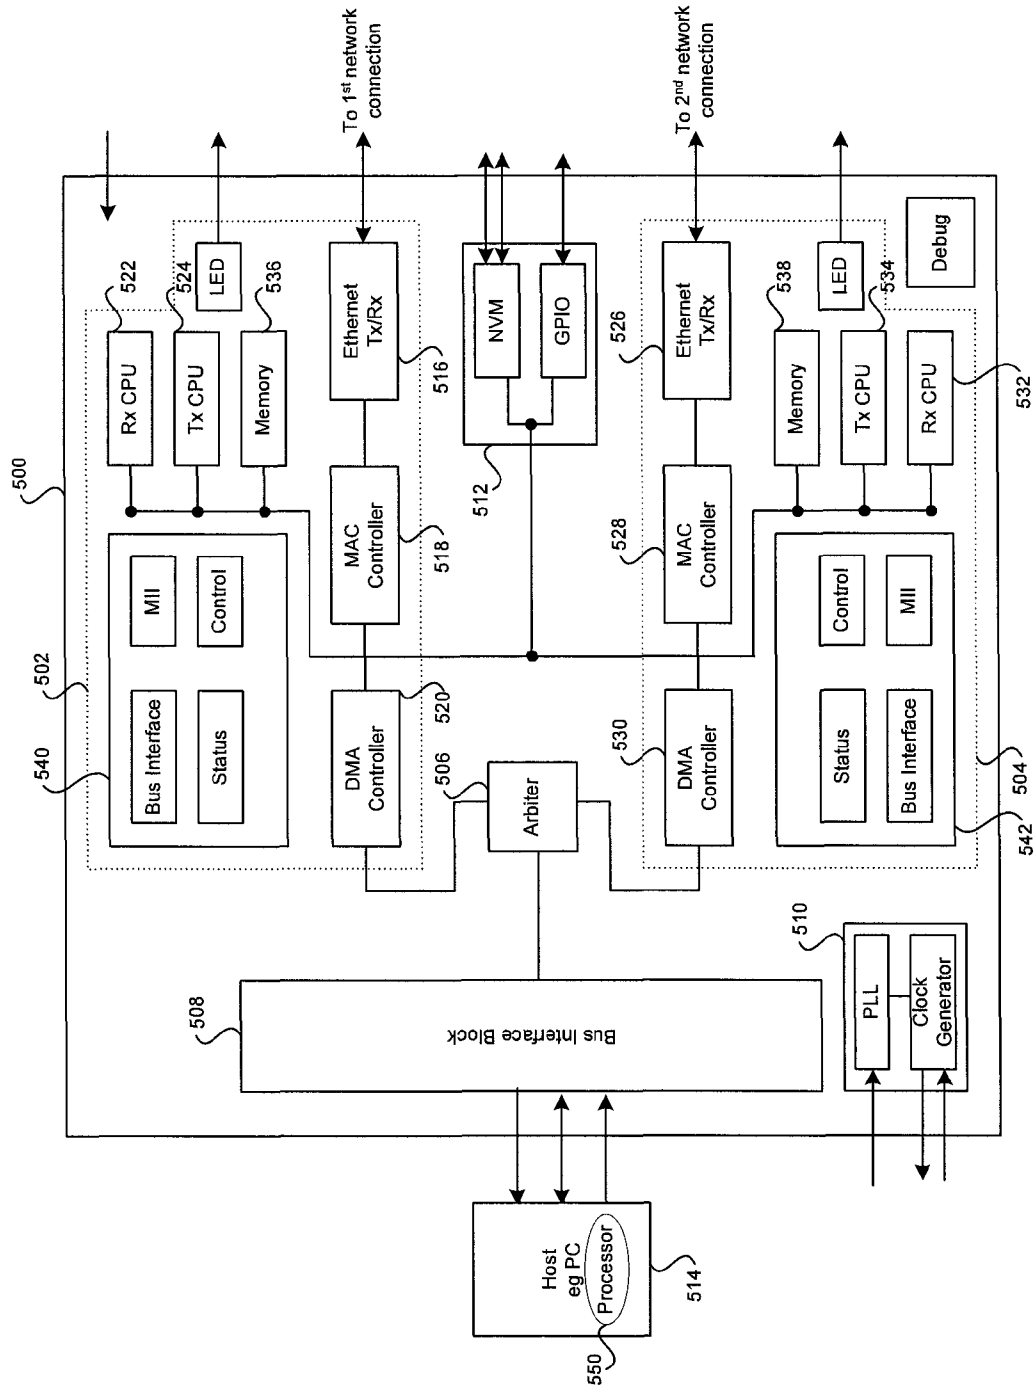 500
502
540
Bus Interface
MII
Status
Control
Rx CPU
522
Tx CPU
524
Memory
536
LED
DMA
Controller
520
MAC
Controller
518
Ethernet
Tx/Rx
516
To 1st network
connection
508
Bus Interface Block
506
Arbiter
512
NVM
GPIO
Host
eg PC
Processor
550
514
530
DMA
Controller
528
MAC
Controller
526
Ethernet
Tx/Rx
To 2nd network
connection
Status
Control
Bus Interface
MII
542
504
Memory
538
Tx CPU
534
Rx CPU
532
LED
Debug
510
PLL
Clock
Generator